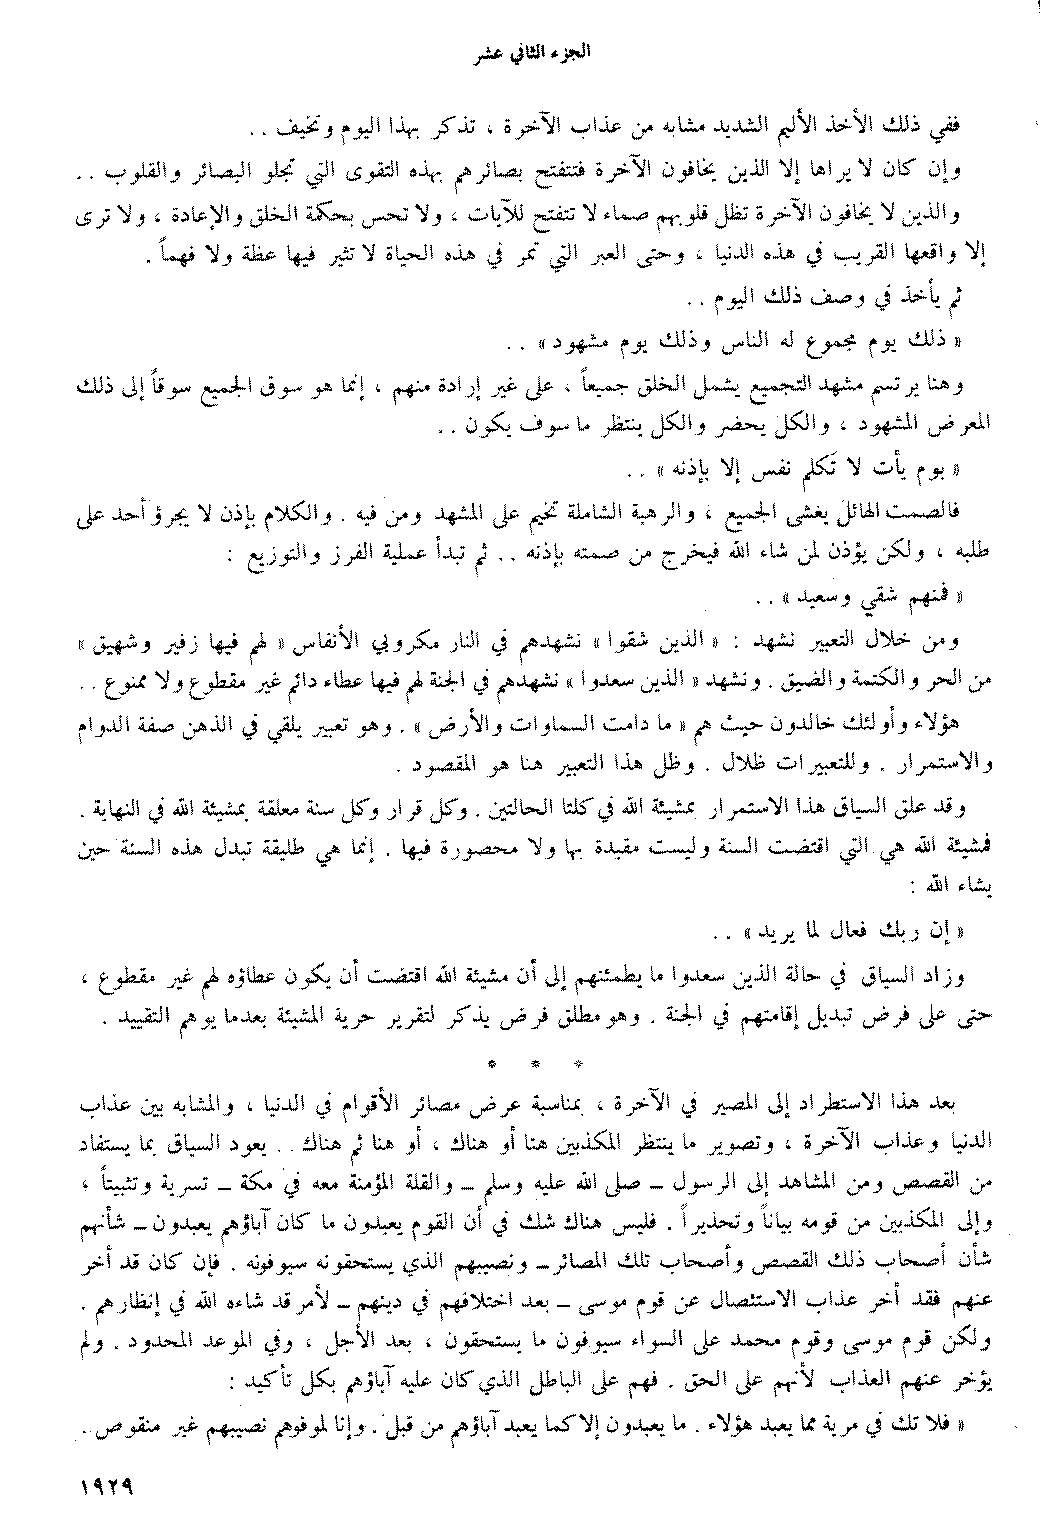 الجزء الثاني عشر
ففي ذلك الأخذ الأليم الشديد مشابه من عذاب الآخرة ، تذكر بهذا اليوم وتخيف . .
وإن كان لا يراها إلا الذين يخافون الآخرة فتتفتح بصائرهم بهذه التقوى التي تجلو البصائر والقلوب . .
والذين لا يخافون الآخرة تظل قلوبهم صماء لا تتفتح للآيات ، ولا تحس بحكمة الخلق والإعادة ، ولا ترى
إلا واقعها القريب في هذه الدنيا ، وحتى العبر التي تمر في هذه الحياة لا تثير فيها عظة ولا فهماً .
ثم يأخذ في وصف ذلك اليوم . .
« ذلك يوم مجموع له الناس وذلك يوم مشهود » . .
وهنا يرتسم مشهد التجميع يشمل الخلق جميعاً ، على غير إرادة منهم ، إنما هو سوق الجميع سوقاً إلى ذلك
المعرض المشهود ، والكل يحضر والكل ينتظر ما سوف يكون . .
« يوم يأت لا تَكلم نفس إلا بإذنه » . .
فالصمت الهائل يغشى الجميع ، والرهبة الشاملة تخيم على المشهد ومن فيه . والكلام بإذن لا يجرؤ أحد على
طلبه ، ولكن يؤذن لمن شاء الله فيخرج من صمته بإذنه . . ثم تبدأ عملية الفرز والتوزيع :
« فمنهم شقي وسعيد » . .
ومن خلال التعبير نشهد : « الذين شقوا » نشهدهم في النار مكروبي الأنفاس « لهم فيها زفير وشهيق »
من الحر والكتمة والضيق . ونشهد « الذين سعدوا » نشهدهم في الجنة لهم فيها عطاء دائم غير مقطوع ولا ممنوع . .
هؤلاء وأولئك خالدون حيث هم « ما دامت السماوات والأرض » . وهو تعبير يلقي في الذهن صفة الدوام
والاستمرار . وللتعبيرات ظلال . وظل هذا التعبير هنا هو المقصود .
وقد علق السياق هذا الاستمرار بمشيئة الله في كلتا الحالتين . وكل قرار وكل سنة معلقة بمشيئة الله في النهاية .
فمشيئة الله هي التي اقتضت السنة وليست مقيدة بها ولا محصورة فيها . إنما هي طليقة تبدل هذه السنة حين
يشاء الله :
« إن ربك فعال لما يريد » . .
وزاد السياق في حالة الذين سعدوا ما يطمئنهم إلى أن مشيئة الله اقتضت أن يكون عطاؤه لهم غير مقطوع ،
حتى على فرض تبديل إقامتهم في الجنة . وهو مطلق فرض يذكر لتقرير حرية المشيئة بعدما يوهم التقييد .
* * *
بعد هذا الاستطراد إلى المصير في الآخرة ، بمناسبة عرض مصائر الأقوام في الدنيا ، والمشابه بين عذاب
الدنيا وعذاب الآخرة ، وتصوير ما ينتظر المكذبين هنا أو هناك ، أو هنا ثم هناك . . يعود السياق بما يستفاد
من القصص ومن المشاهد إلى الرسول ــ صلى الله عليه وسلم ــ والقلة المؤمنة معه في مكة ــ تسرية وتثبيتاً ،
وإلى المكذبين من قومه بياناً وتحذيراً . فليس هناك شك في أن القوم يعبدون ما كان آباؤهم يعبدون ــ شأنهم
شأن أصحاب ذلك القصص وأصحاب تلك المصائر ــ ونصيبهم الذي يستحقونه سيوفونه . فإن كان قد أخر
عنهم فقد أخر عذاب الاستئصال عن قوم موسى ــ بعد اختلافهم في دينهم ــ لأمر قد شاءه الله في إنظارهم .
ولكن قوم موسى وقوم محمد على السواء سيوفون ما يستحقون ، بعد الأجل ، وفي الموعد المحدود . ولم
يؤخر عنهم العذاب لأنهم على الحق . فهم على الباطل الذي كان عليه آباؤهم بكل تأكيد :
« فلا تك في مرية مما يعبد هؤلاء . ما يعبدون إلا كما يعبد آباؤهم من قبل . وإنا لموفوهم نصيبهم غير منقوص .
١٩٢٩